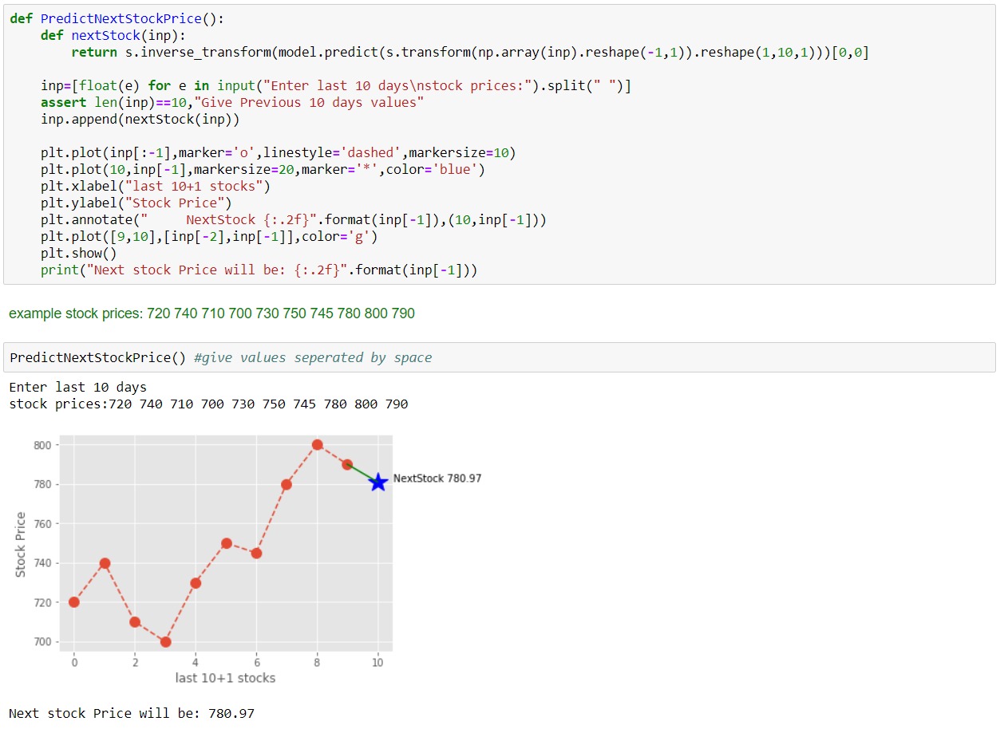 def PredictNextStockPrice():
    def nextStock(inp):
        return s.inverse_transform(model.predict(s.transform(np.array(inp).reshape(-1,1)).reshape(1,10,1)))[0,0]
    inp=[float(e) for e in input("Enter last 10 days\nstock prices:").split(" ")]
    assert len(inp)==10,"Give Previous 10 days values"
    inp.append(nextStock(inp))
    plt.plot(inp[:-1],marker='o',linestyle='dashed',markersize=10)
    plt.plot(10,inp[-1],markersize=20,marker='*',color='blue')
    plt.xlabel("last 10+1 stocks")
    plt.ylabel("Stock Price")
    plt.annotate("     NextStock {:.2f}".format(inp[-1]),(10,inp[-1]))
    plt.plot([9,10],[inp[-2],inp[-1]],color='g')
    plt.show()
    print("Next stock Price will be: {:.2f}".format(inp[-1]))
example stock prices: 720 740 710 700 730 750 745 780 800 790
PredictNextStockPrice() #give values seperated by space
Enter last 10 days
stock prices:720 740 710 700 730 750 745 780 800 790
800
780
760
740
720
700
Stock Price
NextStock 780.97
0 2 4 6 8 10
last 10+1 stocks
Next stock Price will be: 780.97